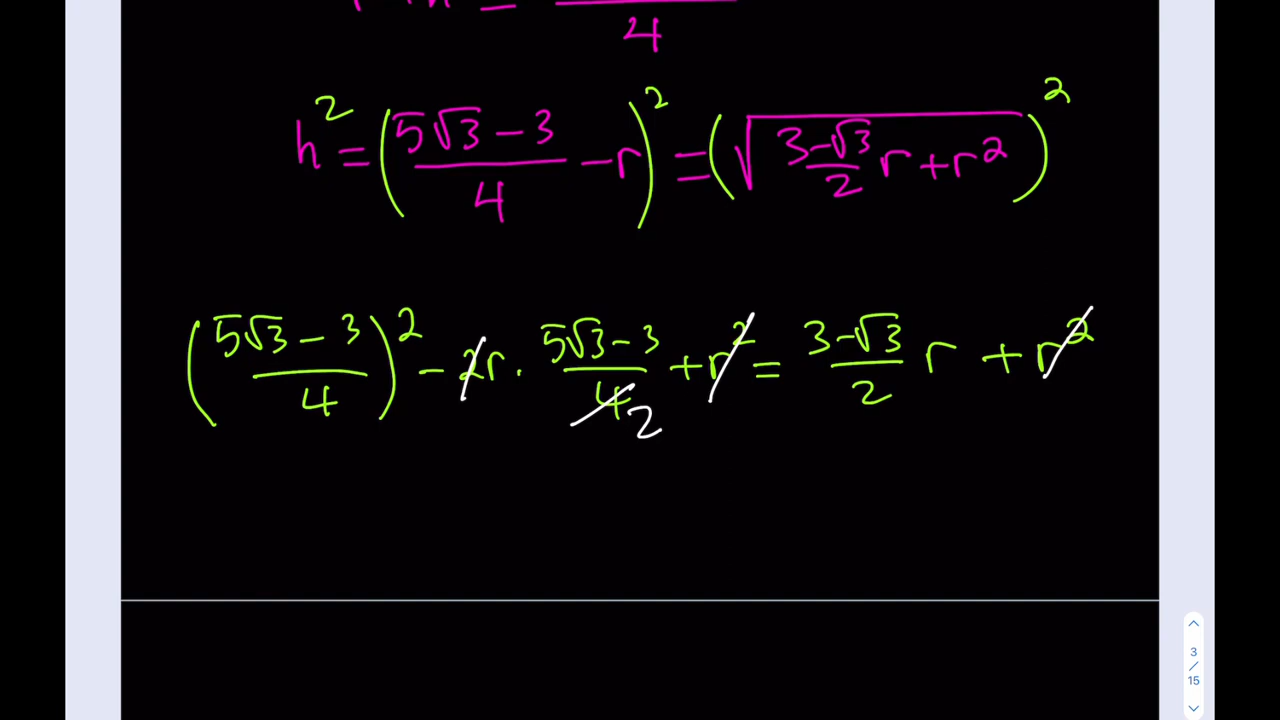 4
h² = ((5√3 − 3)/4 − r)² = (√((3−√3)/2 r + r²))²
((5√3 − 3)/4)² − 2r · (5√3 − 3)/4 + r² = (3−√3)/2 r + r²
2
3
/
15